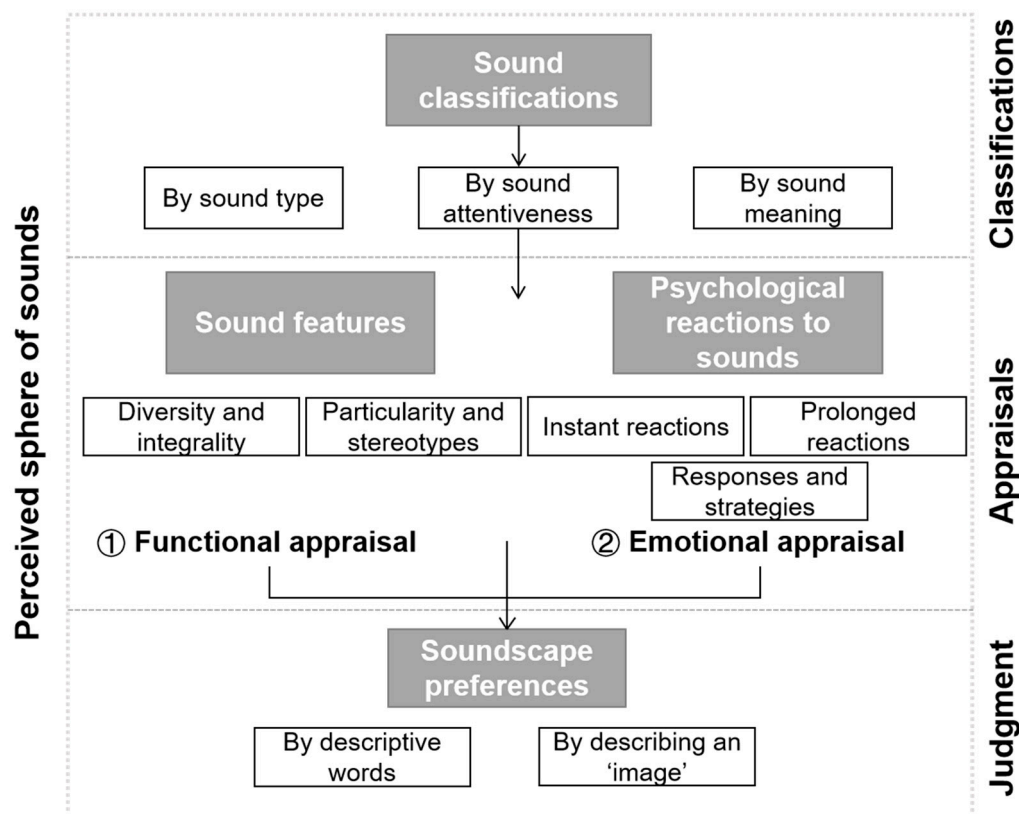 Sound
classifications
By sound type
By sound
attentiveness
By sound
meaning
Classifications
Perceived sphere of sounds
Sound features
Psychological
reactions to
sounds
Diversity and
integrality
Particularity and
stereotypes
Instant reactions
Prolonged
reactions
Responses and
strategies
① Functional appraisal
② Emotional appraisal
Appraisals
Soundscape
preferences
By descriptive
words
By describing an
‘image’
Judgment